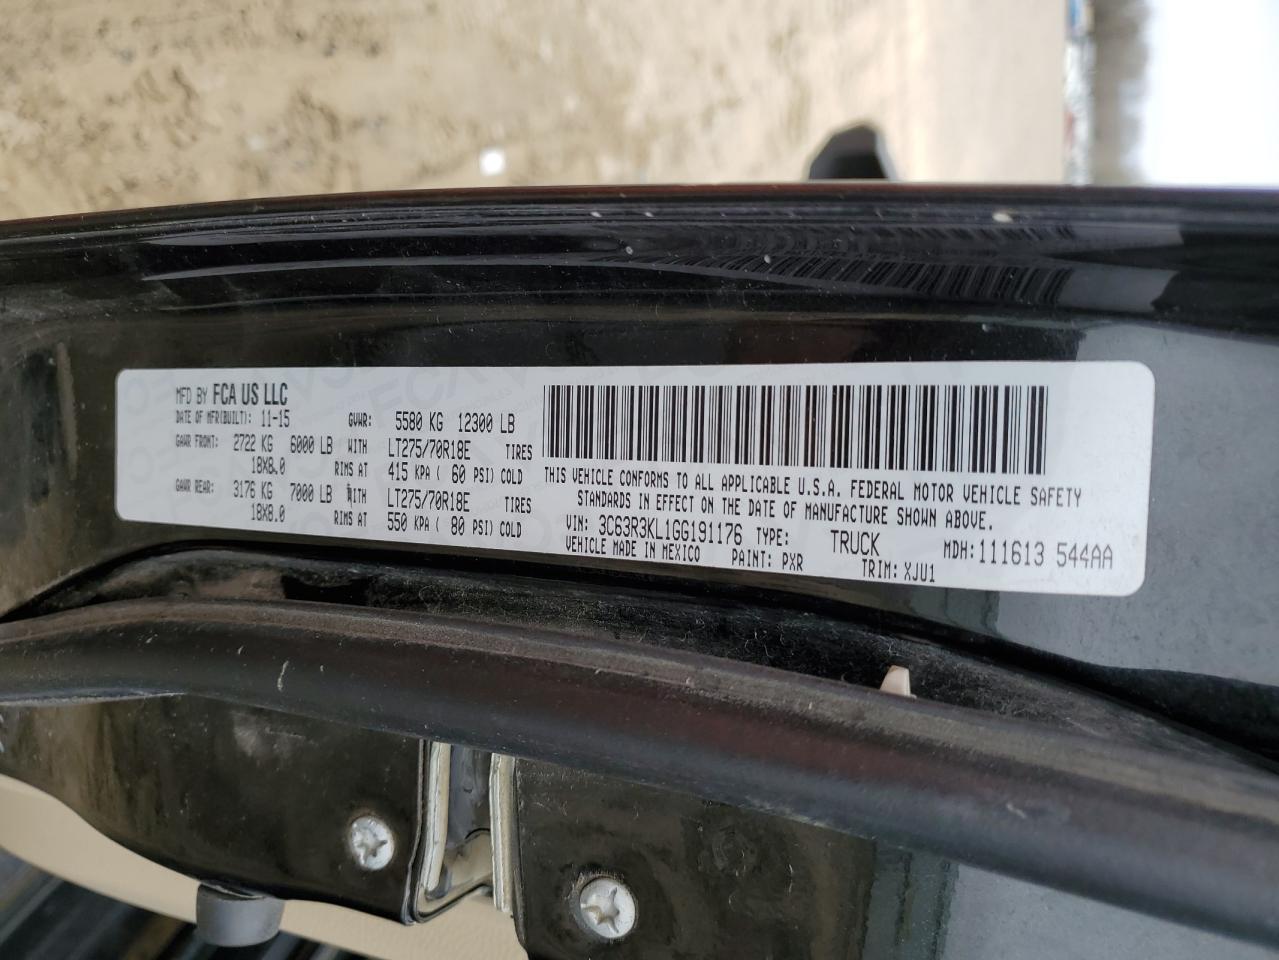 MFD BY FCA US LLC
DATE OF MFR(BUILT): 11-15 GVWR: 5580 KG 12300 LB
GAWR FRONT: 2722 KG 6000 LB WITH LT275/70R18E TIRES
18X8.0 RIMS AT 415 KPA ( 60 PSI) COLD
GAWR REAR: 3176 KG 7000 LB WITH LT275/70R18E TIRES
18X8.0 RIMS AT 550 KPA ( 80 PSI) COLD
THIS VEHICLE CONFORMS TO ALL APPLICABLE U.S.A. FEDERAL MOTOR VEHICLE SAFETY
STANDARDS IN EFFECT ON THE DATE OF MANUFACTURE SHOWN ABOVE.
VIN: 3C63R3KL1GG191176 TYPE: TRUCK MDH: 111613 544AA
VEHICLE MADE IN MEXICO PAINT: PXR TRIM: XJU1